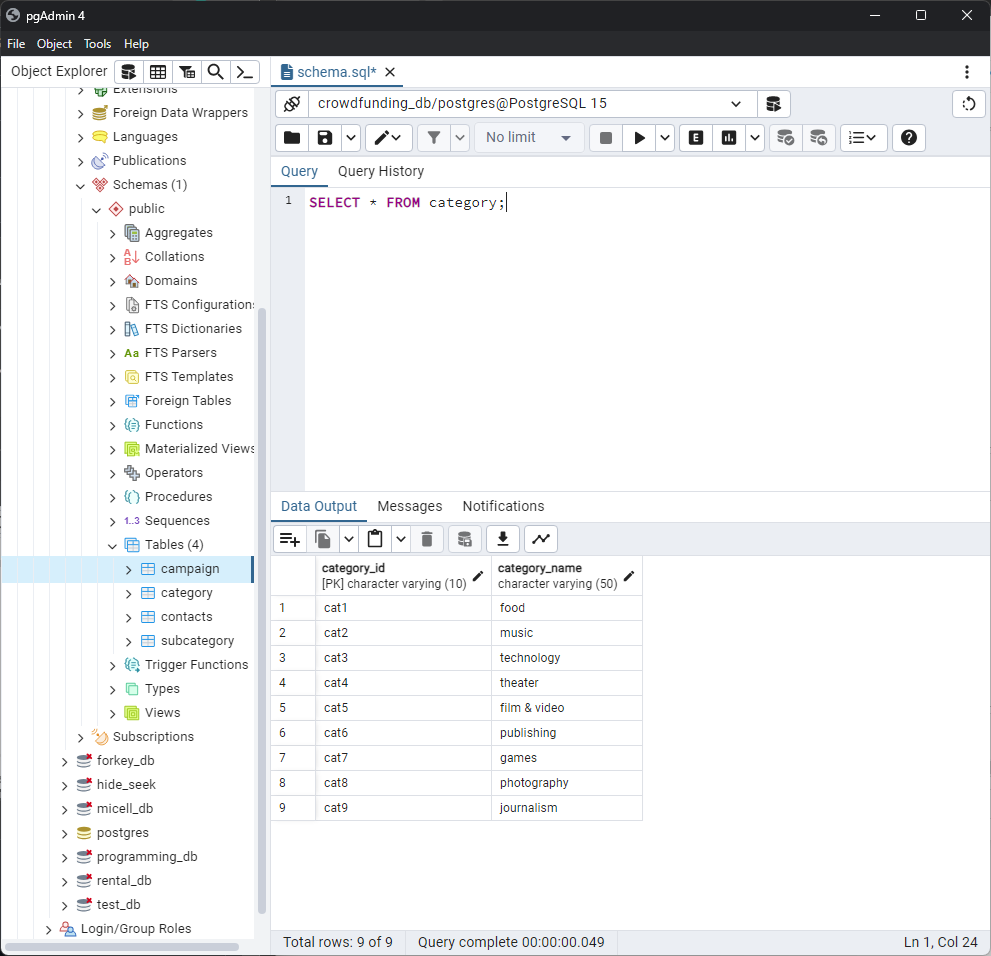 pgAdmin 4
File Object Tools Help
Object Explorer
Extensions
Foreign Data Wrappers
Languages
Publications
Schemas (1)
public
Aggregates
Collations
Domains
FTS Configurations
FTS Dictionaries
Aa FTS Parsers
FTS Templates
Foreign Tables
Functions
Materialized Views
Operators
Procedures
1..3 Sequences
Tables (4)
campaign
category
contacts
subcategory
Trigger Functions
Types
Views
Subscriptions
forkey_db
hide_seek
micell_db
postgres
programming_db
rental_db
test_db
Login/Group Roles
schema.sql*
crowdfunding_db/postgres@PostgreSQL 15
No limit
E
Query Query History
1 SELECT * FROM category;
Data Output Messages Notifications
category_id category_name
[PK] character varying (10) character varying (50)
1 cat1 food
2 cat2 music
3 cat3 technology
4 cat4 theater
5 cat5 film & video
6 cat6 publishing
7 cat7 games
8 cat8 photography
9 cat9 journalism
Total rows: 9 of 9 Query complete 00:00:00.049 Ln 1, Col 24